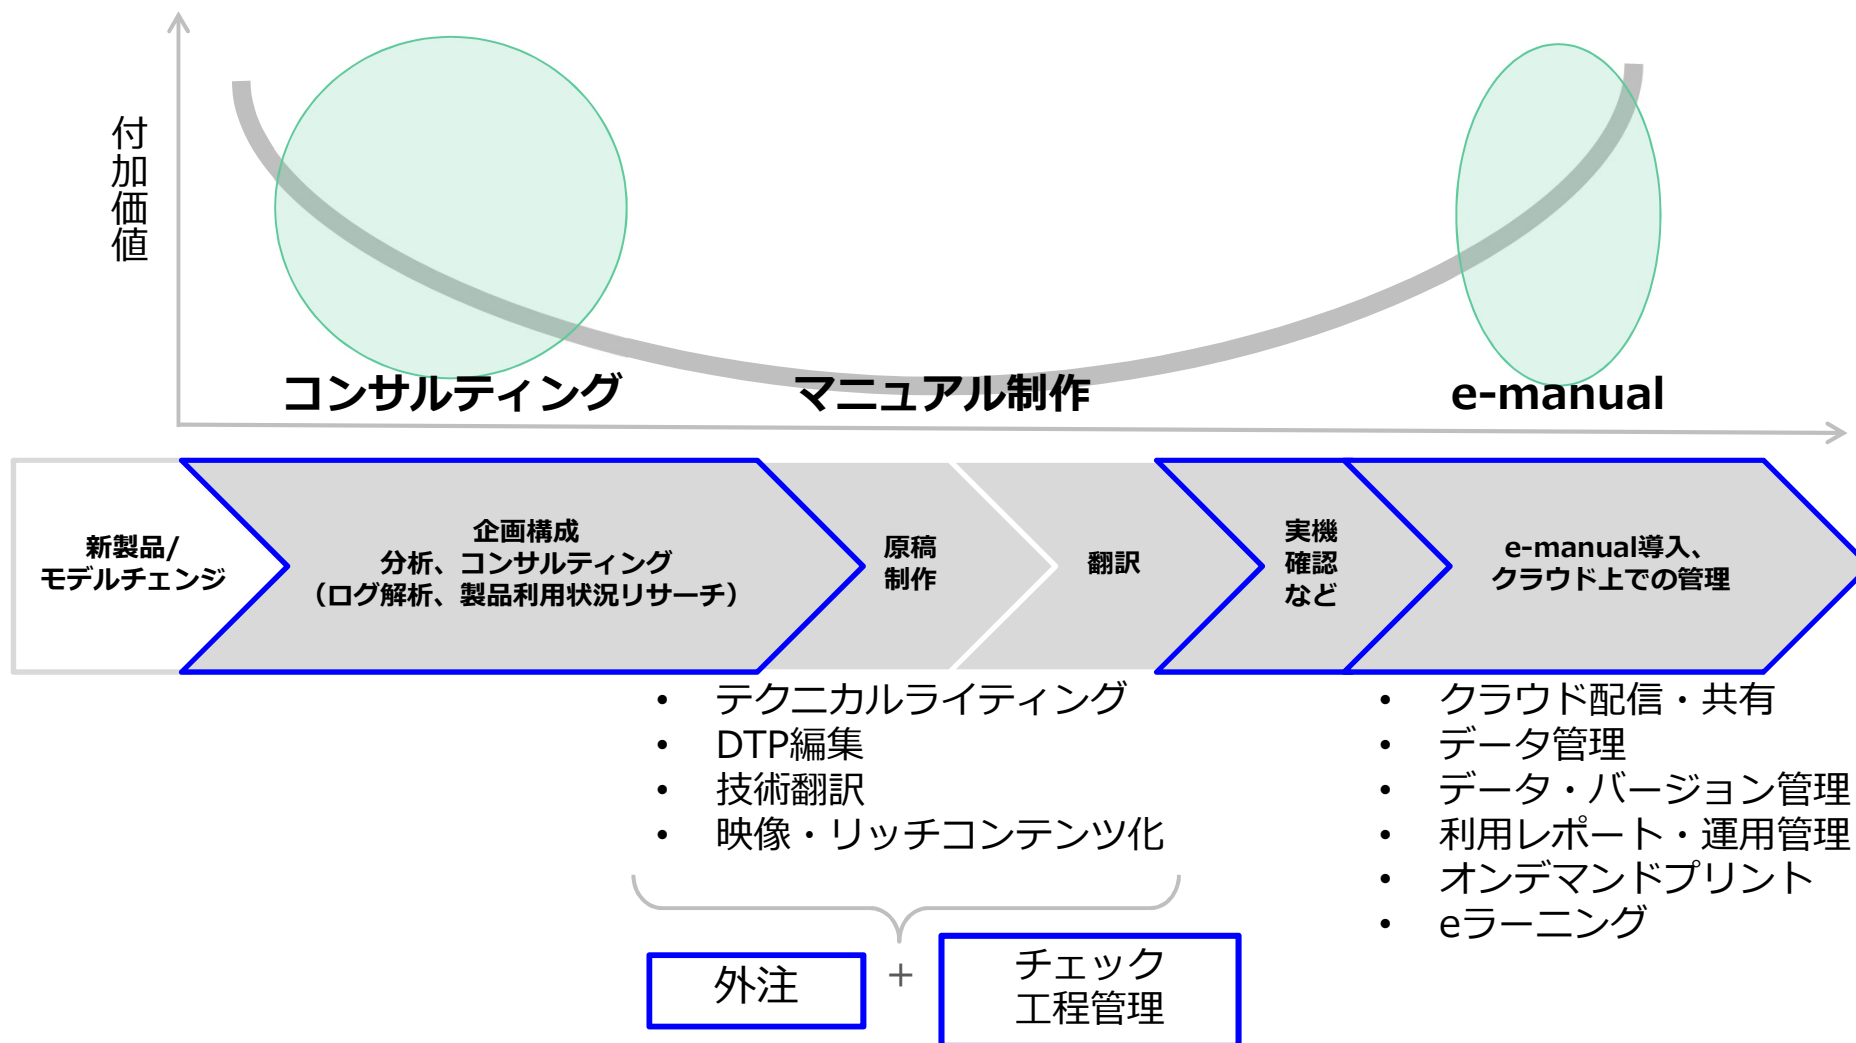 付加価値
コンサルティング
マニュアル制作
e-manual
新製品/
モデルチェンジ
企画構成
分析、コンサルティング
（ログ解析、製品利用状況リサーチ）
原稿
制作
翻訳
実機
確認
など
e-manual導入、
クラウド上での管理
• テクニカルライティング
• DTP編集
• 技術翻訳
• 映像・リッチコンテンツ化
• クラウド配信・共有
• データ管理
• データ・バージョン管理
• 利用レポート・運用管理
• オンデマンドプリント
• eラーニング
外注
+
チェック
工程管理